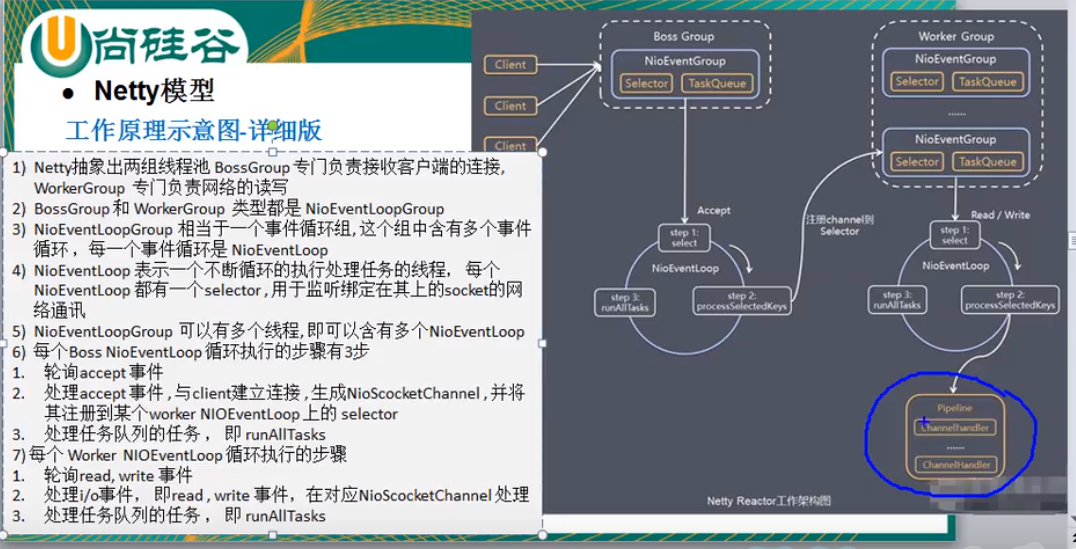 尚硅谷
● Netty模型
工作原理示意图-详细版
1) Netty抽象出两组线程池 BossGroup 专门负责接收客户端的连接,
WorkerGroup 专门负责网络的读写
2) BossGroup 和 WorkerGroup 类型都是 NioEventLoopGroup
3) NioEventLoopGroup 相当于一个事件循环组, 这个组中含有多个事件
循环 ，每一个事件循环是 NioEventLoop
4) NioEventLoop 表示一个不断循环的执行处理任务的线程， 每个
NioEventLoop 都有一个selector , 用于监听绑定在其上的socket的网
络通讯
5) NioEventLoopGroup 可以有多个线程, 即可以含有多个NioEventLoop
6) 每个Boss NioEventLoop 循环执行的步骤有3步
1. 轮询accept 事件
2. 处理accept 事件 , 与client建立连接 , 生成NioScocketChannel , 并将
其注册到某个worker NIOEventLoop 上的 selector
3. 处理任务队列的任务 ， 即 runAllTasks
7) 每个 Worker NIOEventLoop 循环执行的步骤
1. 轮询read, write 事件
2. 处理i/o事件， 即read , write 事件，在对应NioScocketChannel 处理
3. 处理任务队列的任务 ， 即 runAllTasks
Client
Client
Client
Boss Group
NioEventGroup
Selector TaskQueue
Accept
step 1:
select
NioEventLoop
step 2:
processSelectedKeys
step 3:
runAllTasks
注册channel到
Selector
Worker Group
NioEventGroup
Selector TaskQueue
......
NioEventGroup
Selector TaskQueue
Read / Write
step 1:
select
NioEventLoop
step 2:
processSelectedKeys
step 3:
runAllTasks
Pipeline
ChannelHandler
......
ChannelHandler
Netty Reactor工作架构图